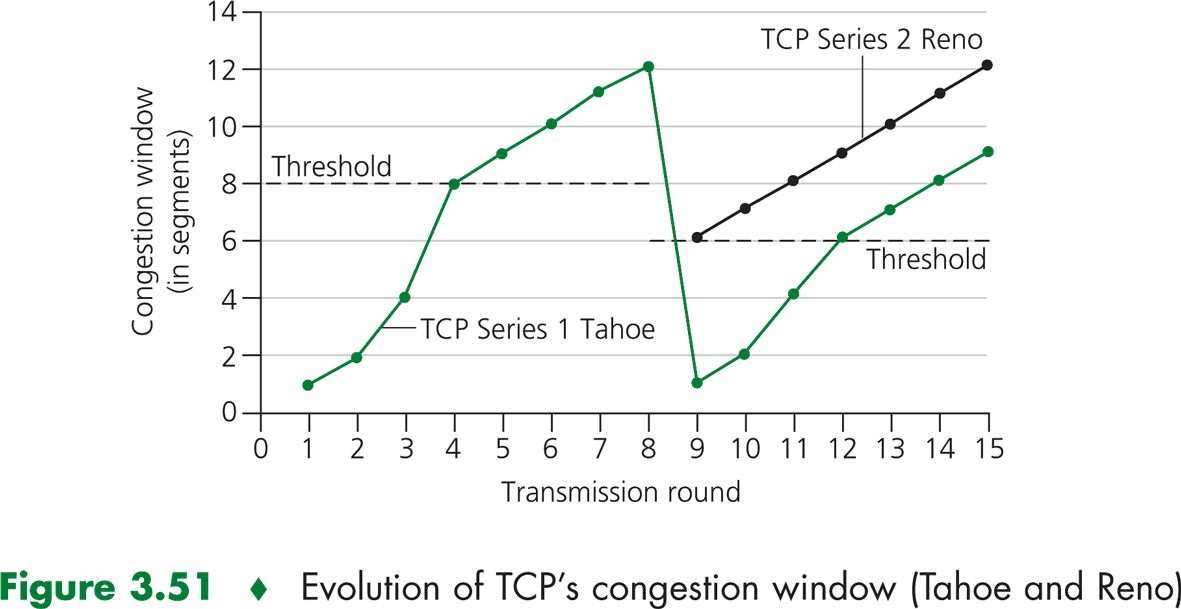 14
TCP Series 2 Reno
12
10
Threshold
8
6
Threshold
4
TCP Series 1 Tahoe
2
0
Congestion window
(in segments)
0 1 2 3 4 5 6 7 8 9 10 11 12 13 14 15
Transmission round
Figure 3.51 ♦ Evolution of TCP’s congestion window (Tahoe and Reno)